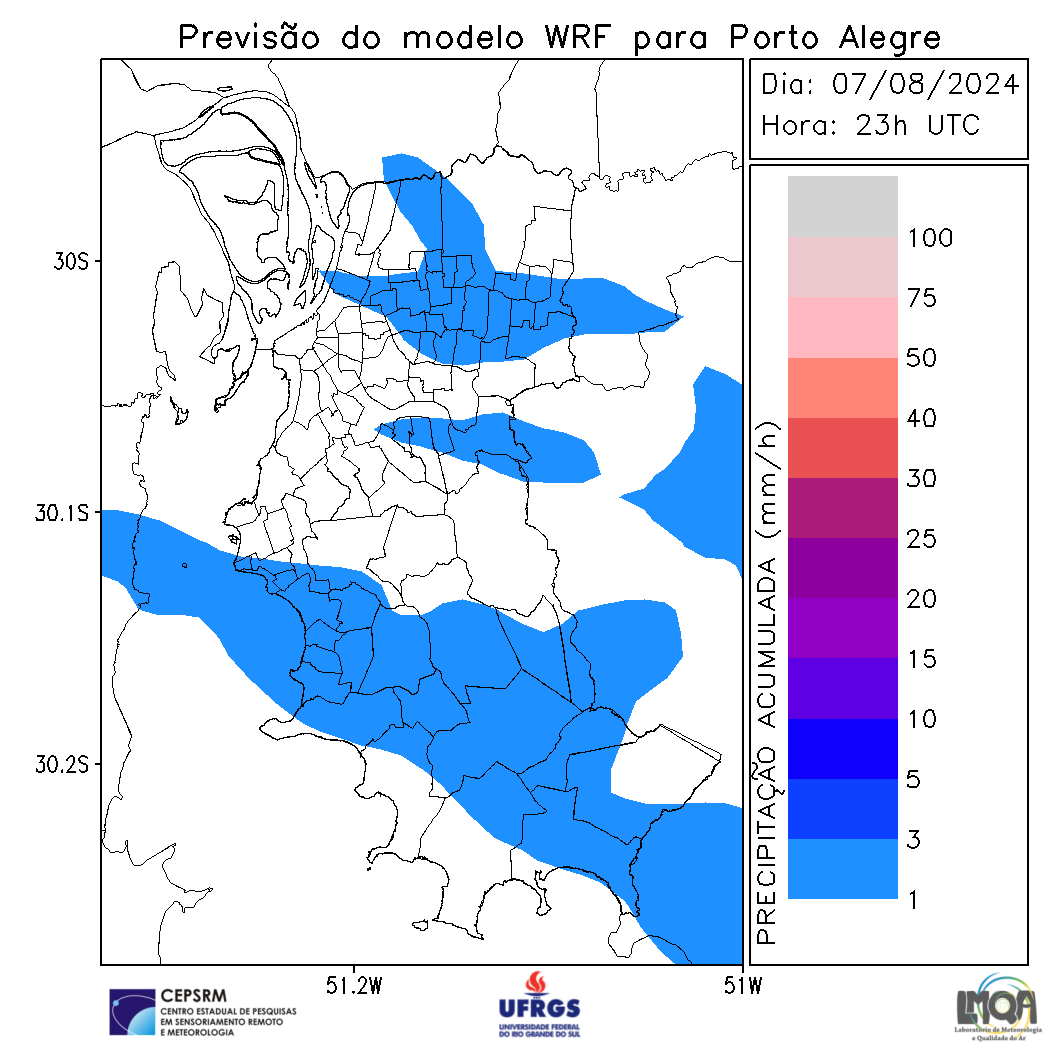 Previsão do modelo WRF para Porto Alegre
Dia: 07/08/2024
Hora: 23h UTC
30S
30.1S
30.2S
51.2W
51W
PRECIPITAÇÃO ACUMULADA (mm/h)
100
75
50
40
30
25
20
15
10
5
3
1
CEPSRM
CENTRO ESTADUAL DE PESQUISAS
EM SENSORIAMENTO REMOTO
E METEOROLOGIA
UFRGS
UNIVERSIDADE FEDERAL
DO RIO GRANDE DO SUL
LMQA
Laboratório de Meteorologia
e Qualidade do Ar